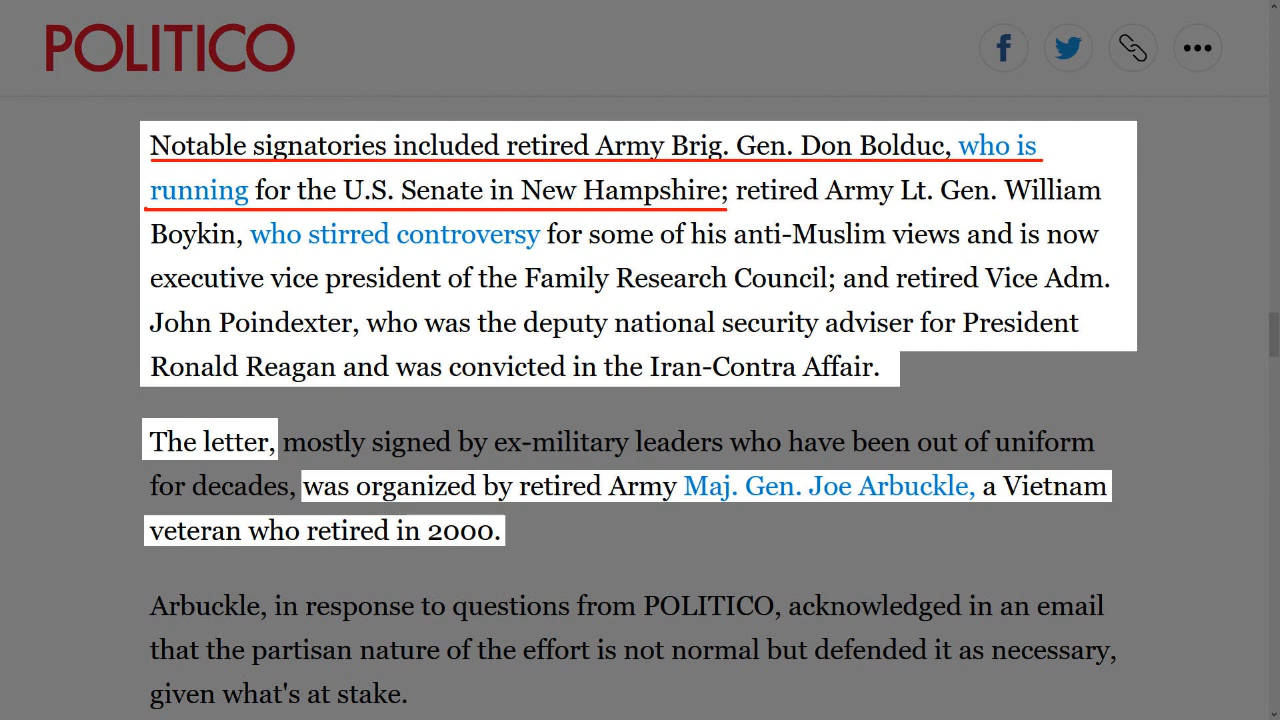 POLITICO
Notable signatories included retired Army Brig. Gen. Don Bolduc, who is
running for the U.S. Senate in New Hampshire; retired Army Lt. Gen. William
Boykin, who stirred controversy for some of his anti-Muslim views and is now
executive vice president of the Family Research Council; and retired Vice Adm.
John Poindexter, who was the deputy national security adviser for President
Ronald Reagan and was convicted in the Iran-Contra Affair.
The letter, mostly signed by ex-military leaders who have been out of uniform
for decades, was organized by retired Army Maj. Gen. Joe Arbuckle, a Vietnam
veteran who retired in 2000.
Arbuckle, in response to questions from POLITICO, acknowledged in an email
that the partisan nature of the effort is not normal but defended it as necessary,
given what's at stake.